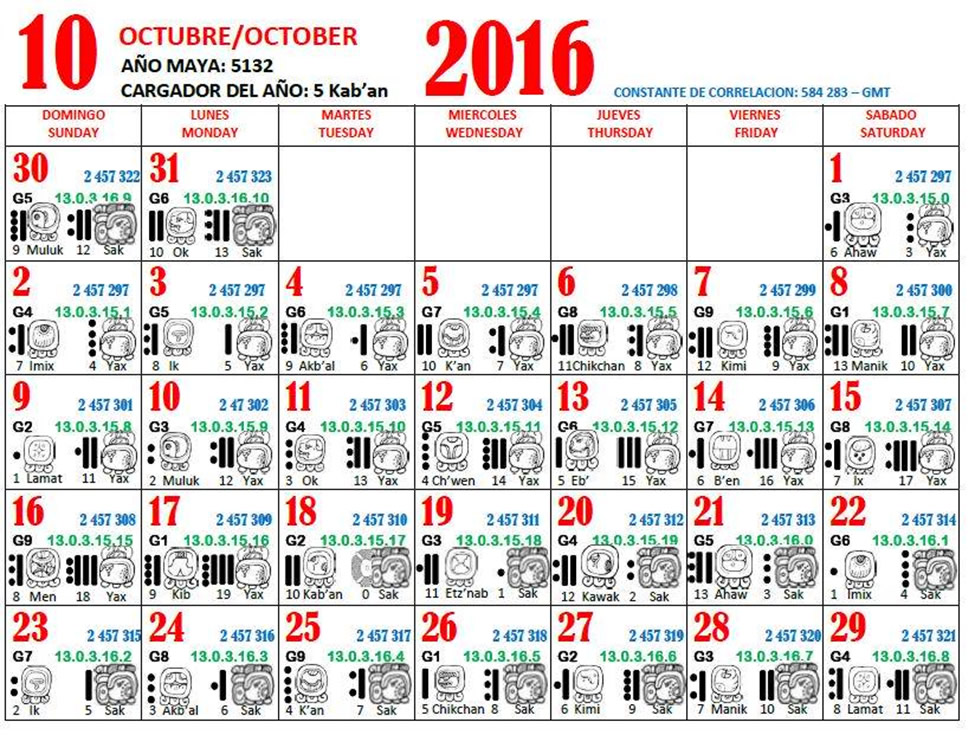 10 OCTUBRE/OCTOBER 2016
AÑO MAYA: 5132
CARGADOR DEL AÑO: 5 Kab’an
CONSTANTE DE CORRELACION: 584 283 – GMT
DOMINGO LUNES MARTES MIERCOLES JUEVES VIERNES SABADO
SUNDAY MONDAY TUESDAY WEDNESDAY THURSDAY FRIDAY SATURDAY
30 2 457 322 31 2 457 323 1 2 457 297
G5 13.0.3.16.9 G6 13.0.3.16.10 G3 13.0.3.15.0
9 Muluk 12 Sak 10 Ok 13 Sak 6 Ahaw 3 Yax
2 2 457 297 3 2 457 297 4 2 457 297 5 2 457 297 6 2 457 298 7 2 457 299 8 2 457 300
G4 13.0.3.15.1 G5 13.0.3.15.2 G6 13.0.3.15.3 G7 13.0.3.15.4 G8 13.0.3.15.5 G9 13.0.3.15.6 G1 13.0.3.15.7
7 Imix 4 Yax 8 Ik 5 Yax 9 Akb’al 6 Yax 10 K’an 7 Yax 11Chikchan 8 Yax 12 Kimi 9 Yax 13 Manik 10 Yax
9 2 457 301 10 2 47 302 11 2 457 303 12 2 457 304 13 2 457 305 14 2 457 306 15 2 457 307
G2 13.0.3.15.8 G3 13.0.3.15.9 G4 13.0.3.15.10 G5 13.0.3.15.11 G6 13.0.3.15.12 G7 13.0.3.15.13 G8 13.0.3.15.14
1 Lamat 11 Yax 2 Muluk 12 Yax 3 Ok 13 Yax 4 Ch’wen 14 Yax 5 Eb’ 15 Yax 6 B’en 16 Yax 7 Ix 17 Yax
16 2 457 308 17 2 457 309 18 2 457 310 19 2 457 311 20 2 457 312 21 2 457 313 22 2 457 314
G9 13.0.3.15.15 G1 13.0.3.15.16 G2 13.0.3.15.17 G3 13.0.3.15.18 G4 13.0.3.15.19 G5 13.0.3.16.0 G6 13.0.3.16.1
8 Men 18 Yax 9 Kib 19 Yax 10 Kab’an 0 Sak 11 Etz’nab 1 Sak 12 Kawak 2 Sak 13 Ahaw 3 Sak 1 Imix 4 Sak
23 2 457 315 24 2 457 316 25 2 457 317 26 2 457 318 27 2 457 319 28 2 457 320 29 2 457 321
G7 13.0.3.16.2 G8 13.0.3.16.3 G9 13.0.3.16.4 G1 13.0.3.16.5 G2 13.0.3.16.6 G3 13.0.3.16.7 G4 13.0.3.16.8
2 Ik 5 Sak 3 Akb’al 6 Sak 4 K’an 7 Sak 5 Chikchan 8 Sak 6 Kimi 9 Sak 7 Manik 10 Sak 8 Lamat 11 Sak